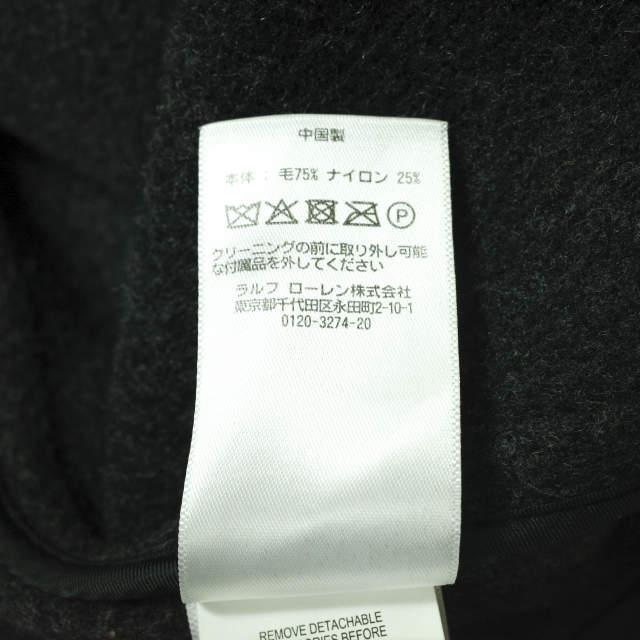 中国製
本体 : 毛75% ナイロン 25%
P
クリーニングの前に取り外し可能
な付属品を外してください
ラルフ ローレン株式会社
東京都千代田区永田町2-10-1
0120-3274-20
REMOVE DETACHABLE
BEFORE